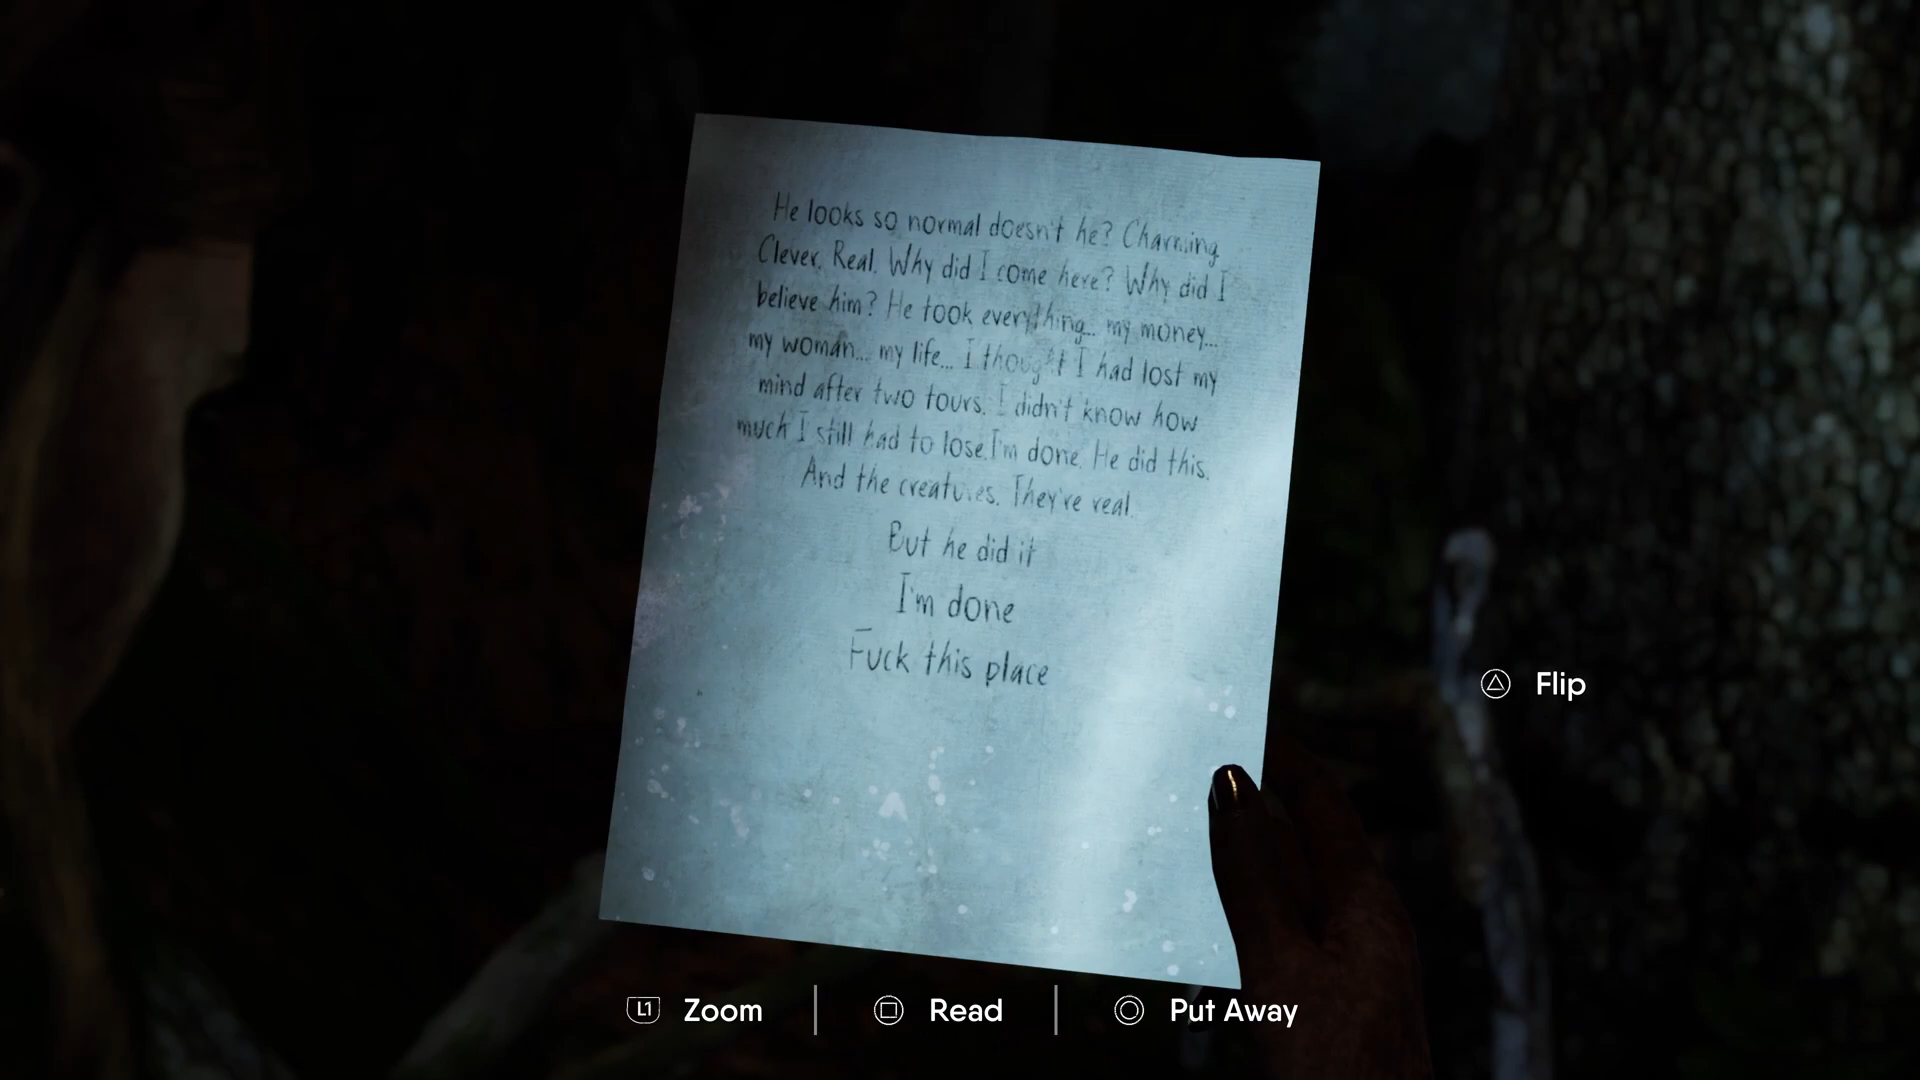 He looks so normal doesn't he? Charming.
Clever. Real. Why did I come here? Why did I
believe him? He took everything... my money...
my woman... my life... I thought I had lost my
mind after two tours. I didn't know how
much I still had to lose. I'm done. He did this.
And the creatures. They're real.
But he did it
I'm done
Fuck this place
Flip
L1 Zoom | Read | Put Away